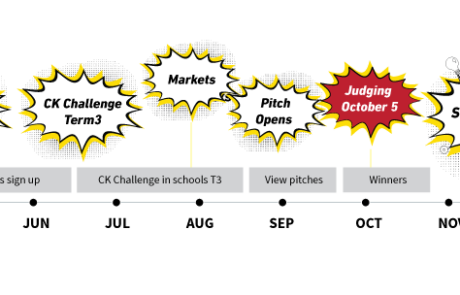 Markets
CK Challenge
Term3
Pitch
Opens
Judging
October 5
S
s sign up
CK Challenge in schools T3
View pitches
Winners
JUN
JUL
AUG
SEP
OCT
NO